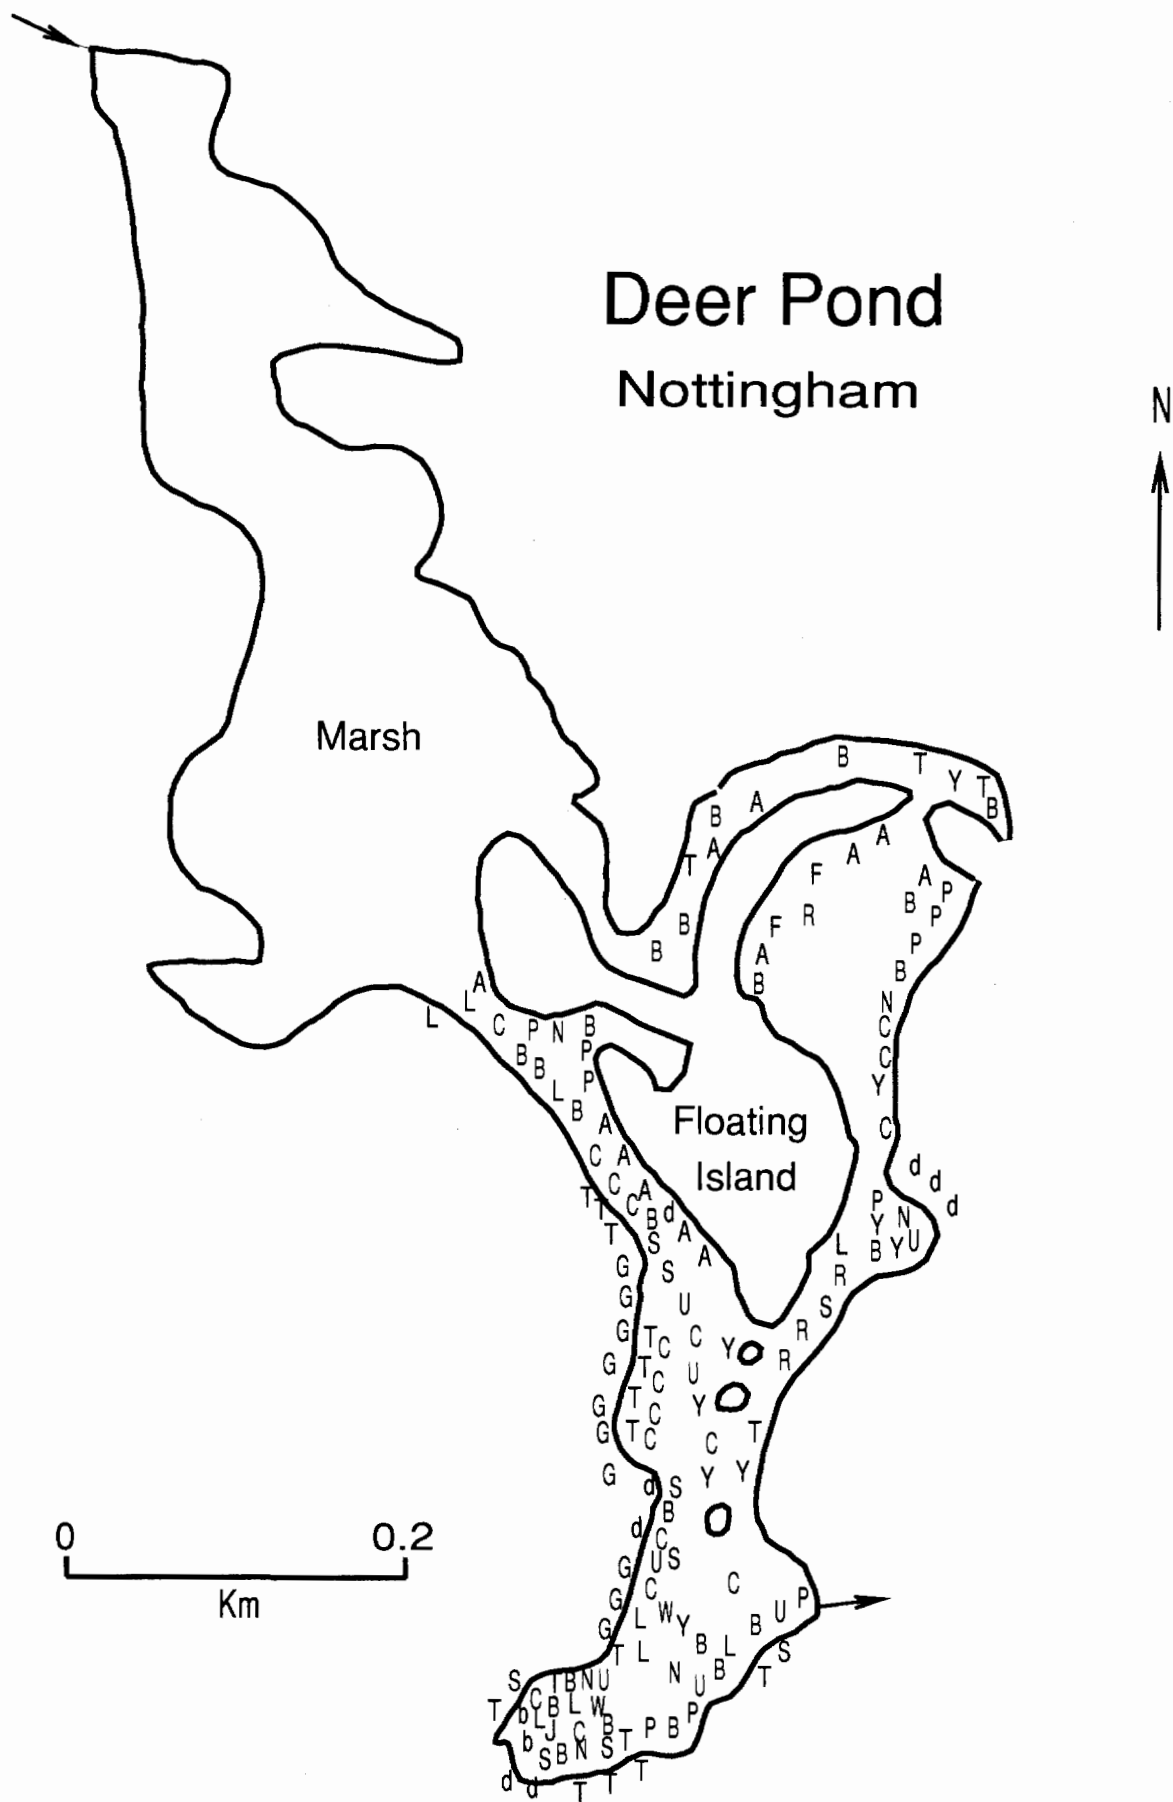 Deer Pond
Nottingham
N
Marsh
B T Y T
B A B
T A A A
F A P
B R B P
B F P
A B
B
A N
L L C
C P N B C
B B P Y
L P
B Floating C
A
C A Island d
C A d
T T C B d A P N d
T S A Y U
G S L B Y
G U R
S
G T C C Y R
G T C U R
T C Y
G T C C T
G Y Y
G d S
B
d C
U S
G C C
G L W Y B U P
G T L B L S
S T B N U N U B T
T C B L W P
b L J C B T P B
b S B N S
d d T T T
0 0.2
Km